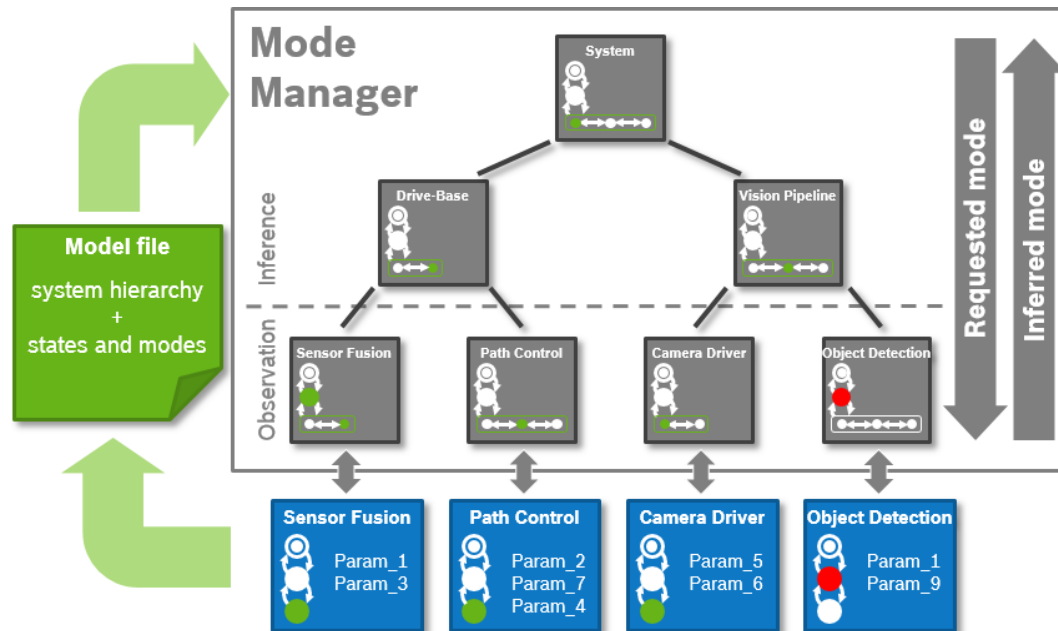 Mode
Manager
System
Drive-Base
Vision Pipeline
Inference
Observation
Sensor Fusion
Path Control
Camera Driver
Object Detection
Requested mode
Inferred mode
Model file
system hierarchy
+
states and modes
Sensor Fusion
Param_1
Param_3
Path Control
Param_2
Param_7
Param_4
Camera Driver
Param_5
Param_6
Object Detection
Param_1
Param_9